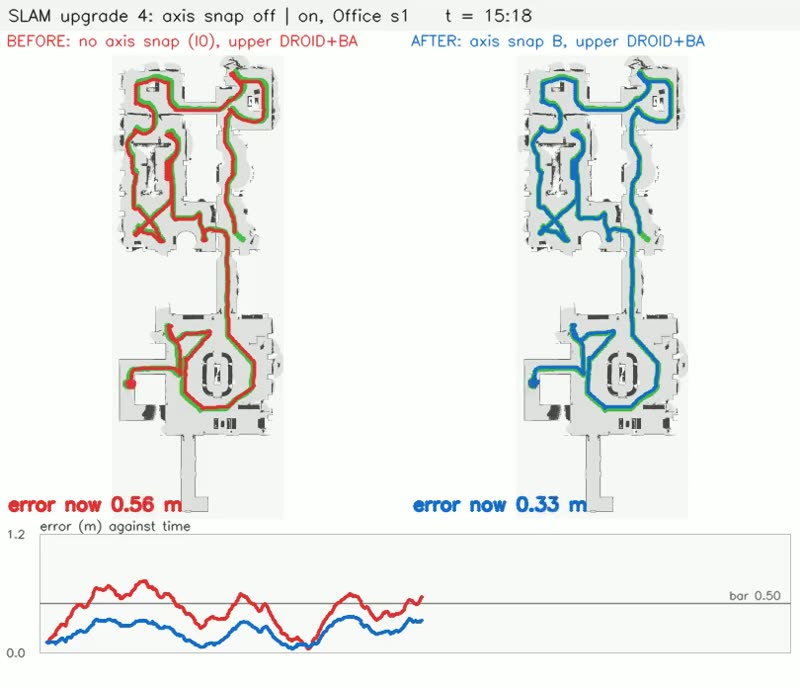 SLAM upgrade 4: axis snap off | on, Office s1 t = 15:18
BEFORE: no axis snap (I0), upper DROID+BA
AFTER: axis snap B, upper DROID+BA
error now 0.56 m
error now 0.33 m
error (m) against time
1.2
bar 0.50
0.0